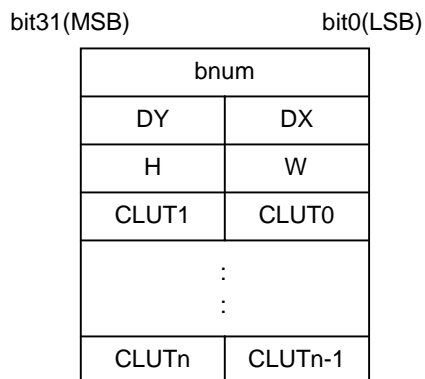 bit31(MSB) bit0(LSB)
bnum
DY DX
H W
CLUT1 CLUT0
:
:
CLUTn CLUTn-1